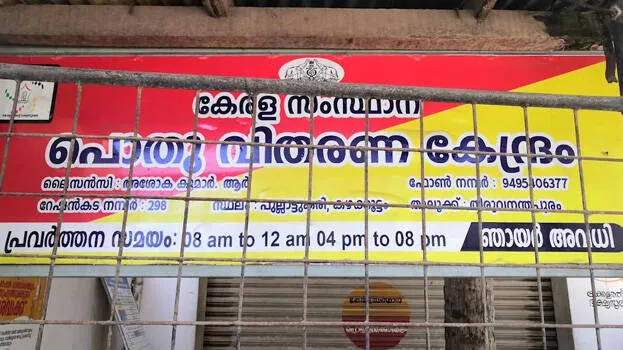 കേരള സംസ്ഥാന
പൊതു വിതരണ കേന്ദ്രം
ലൈസൻസി : അശോക കുമാർ. ആർ ഫോൺ നമ്പർ : 9495406377
റേഷൻകട നമ്പർ : 298 സ്ഥലം : പുല്ലാട്ടുകരി, കഴക്കൂട്ടം താലൂക്ക് : തിരുവനന്തപുരം
പ്രവർത്തന സമയം: 08 am to 12 am 04 pm to 08 pm ഞായർ അവധി